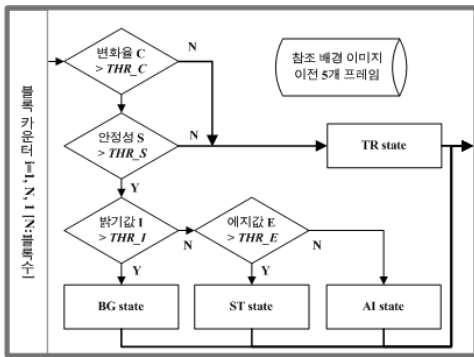 블록 카운터 i=1, N, 1 [N:블록수]
변화율 C
> THR_C
N
참조 배경 이미지
이전 5개 프레임
안정성 S
> THR_S
N
TR state
Y
밝기값 I
> THR_I
N
에지값 E
> THR_E
N
Y
Y
BG state
ST state
AI state